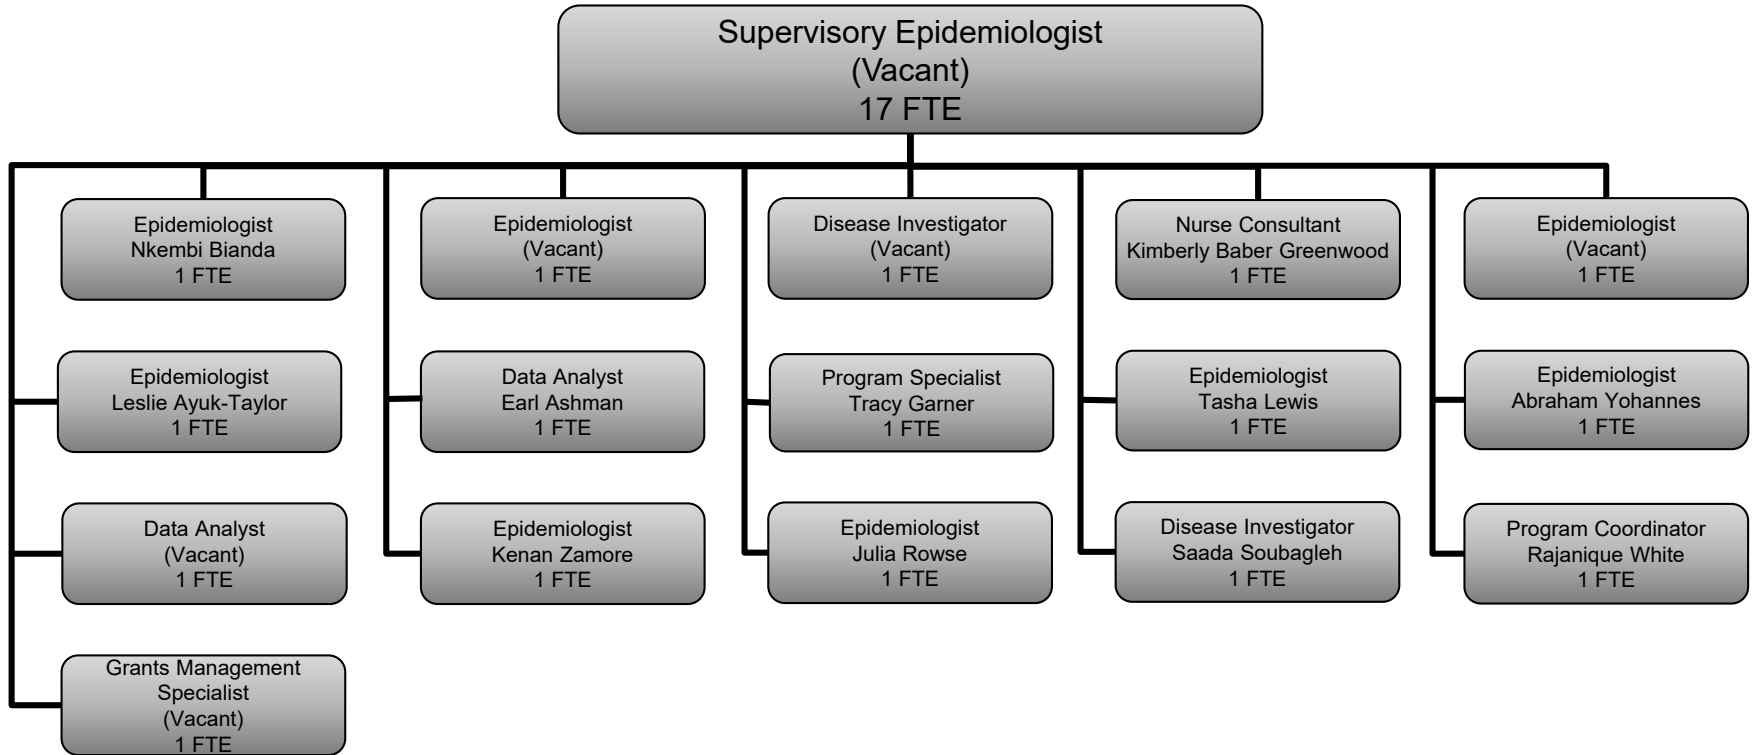 Supervisory Epidemiologist
(Vacant)
17 FTE
Epidemiologist
Nkembi Bianda
1 FTE
Epidemiologist
(Vacant)
1 FTE
Disease Investigator
(Vacant)
1 FTE
Nurse Consultant
Kimberly Baber Greenwood
1 FTE
Epidemiologist
(Vacant)
1 FTE
Epidemiologist
Leslie Ayuk-Taylor
1 FTE
Data Analyst
Earl Ashman
1 FTE
Program Specialist
Tracy Garner
1 FTE
Epidemiologist
Tasha Lewis
1 FTE
Epidemiologist
Abraham Yohannes
1 FTE
Data Analyst
(Vacant)
1 FTE
Epidemiologist
Kenan Zamore
1 FTE
Epidemiologist
Julia Rowse
1 FTE
Disease Investigator
Saada Soubagleh
1 FTE
Program Coordinator
Rajanique White
1 FTE
Grants Management
Specialist
(Vacant)
1 FTE